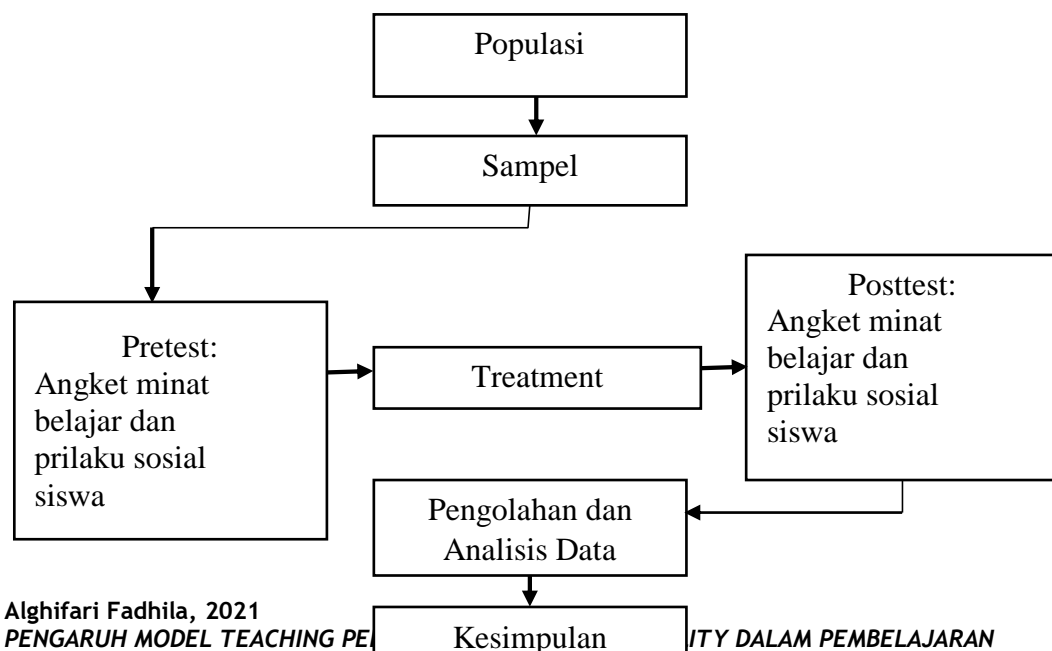 Populasi
Sampel
Pretest:
Angket minat
belajar dan
prilaku sosial
siswa
Treatment
Posttest:
Angket minat
belajar dan
prilaku sosial
siswa
Pengolahan dan
Analisis Data
Kesimpulan
Alghifari Fadhila, 2021
PENGARUH MODEL TEACHING PE ITY DALAM PEMBELAJARAN